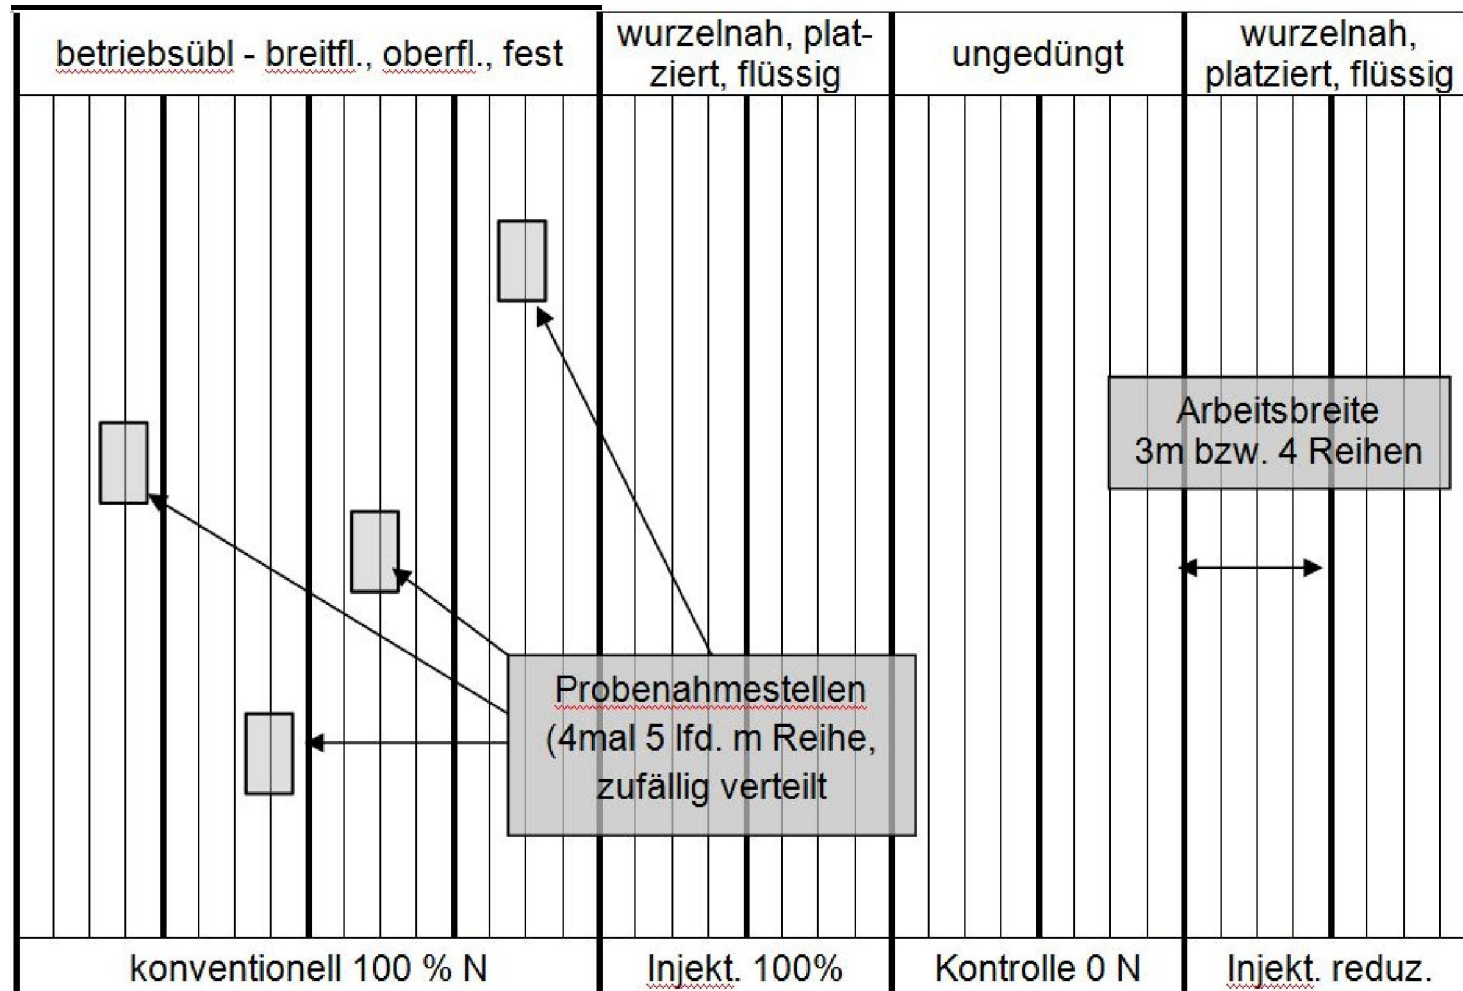 betriebsübl - breitfl., oberfl., fest
wurzelnah, plat-
ziert, flüssig
ungedüngt
wurzelnah,
platziert, flüssig
Arbeitsbreite
3m bzw. 4 Reihen
Probenahmestellen
(4mal 5 lfd. m Reihe,
zufällig verteilt
konventionell 100 % N
Injekt. 100%
Kontrolle 0 N
Injekt. reduz.